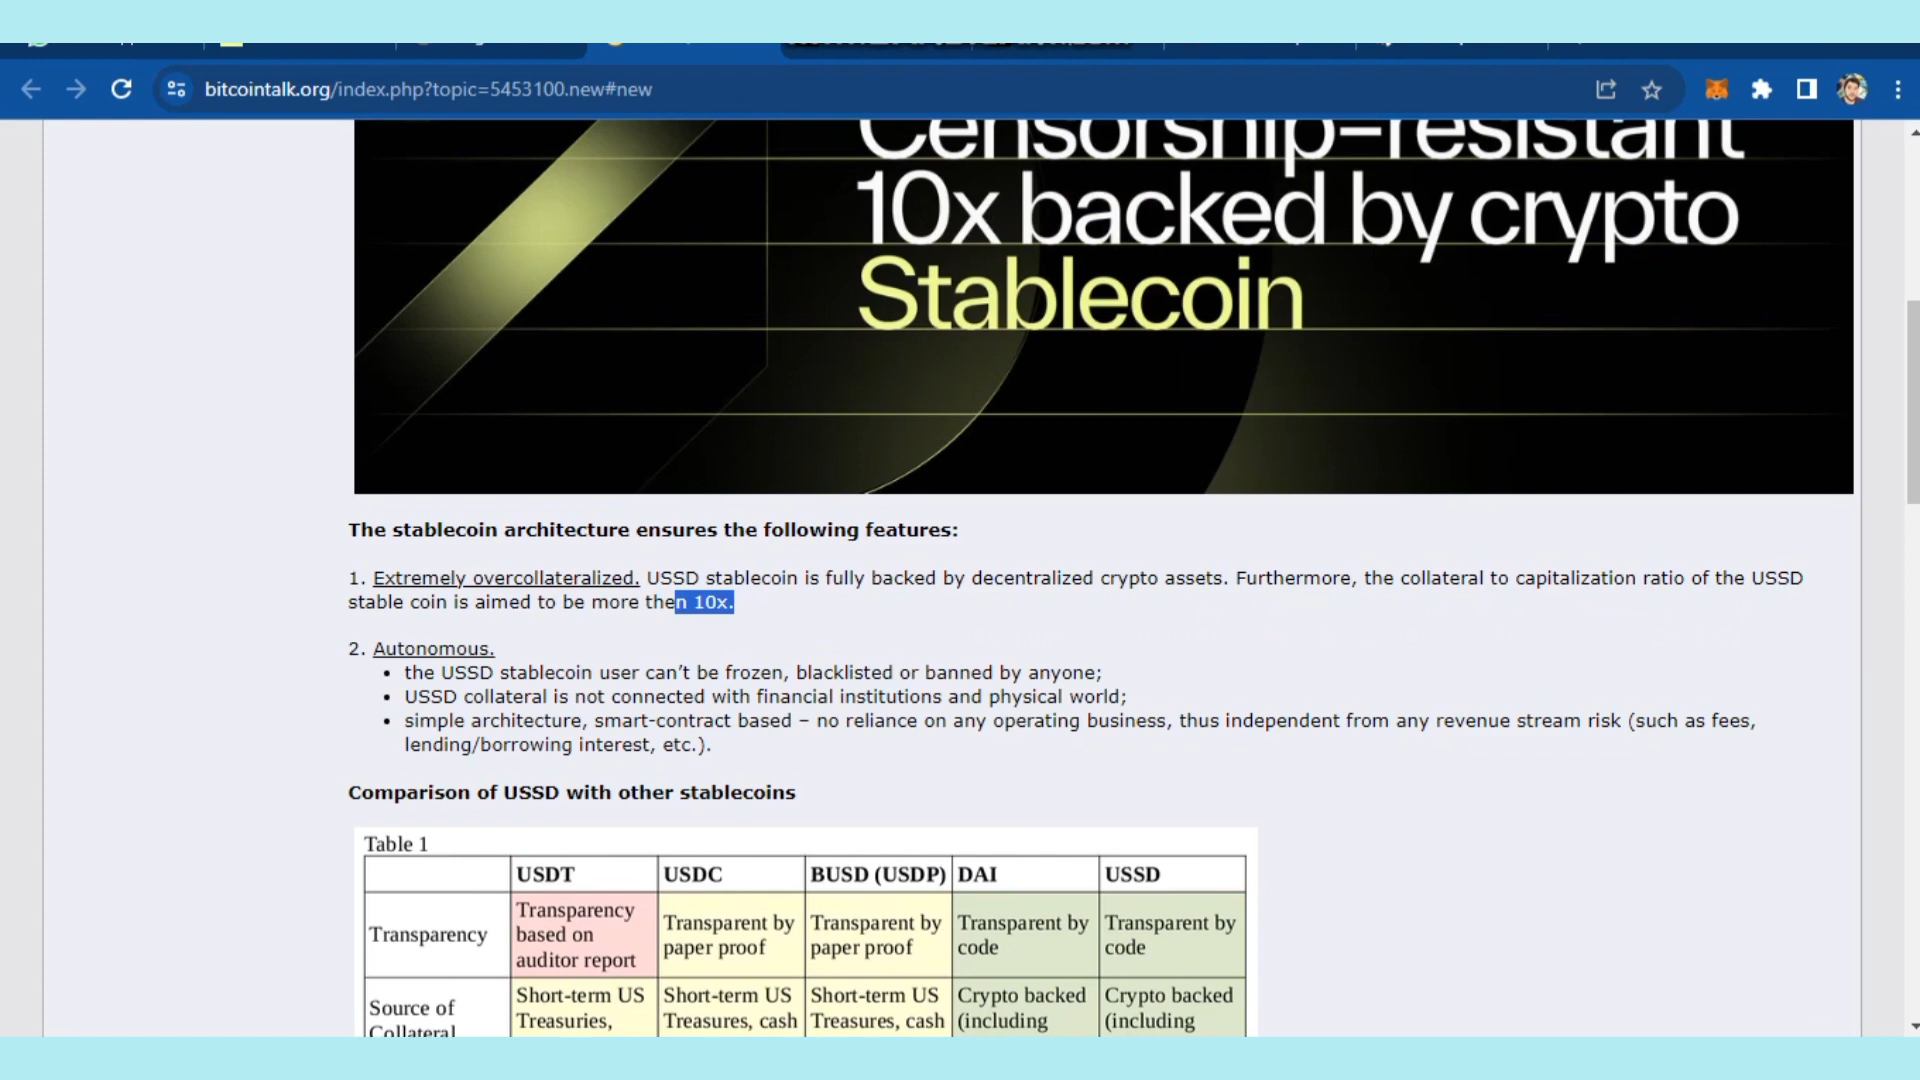 bitcointalk.org/index.php?topic=5453100.new#new
Censorship-resistant
10x backed by crypto
Stablecoin
The stablecoin architecture ensures the following features:
1. Extremely overcollateralized. USSD stablecoin is fully backed by decentralized crypto assets. Furthermore, the collateral to capitalization ratio of the USSD
stable coin is aimed to be more then 10x.
2. Autonomous.
• the USSD stablecoin user can’t be frozen, blacklisted or banned by anyone;
• USSD collateral is not connected with financial institutions and physical world;
• simple architecture, smart-contract based – no reliance on any operating business, thus independent from any revenue stream risk (such as fees,
lending/borrowing interest, etc.).
Comparison of USSD with other stablecoins
Table 1
USDT USDC BUSD (USDP) DAI USSD
Transparency
Transparency
based on
auditor report
Transparent by
paper proof
Transparent by
paper proof
Transparent by
code
Transparent by
code
Source of
Collateral
Short-term US
Treasuries,
Short-term US
Treasures, cash
Short-term US
Treasures, cash
Crypto backed
(including
Crypto backed
(including